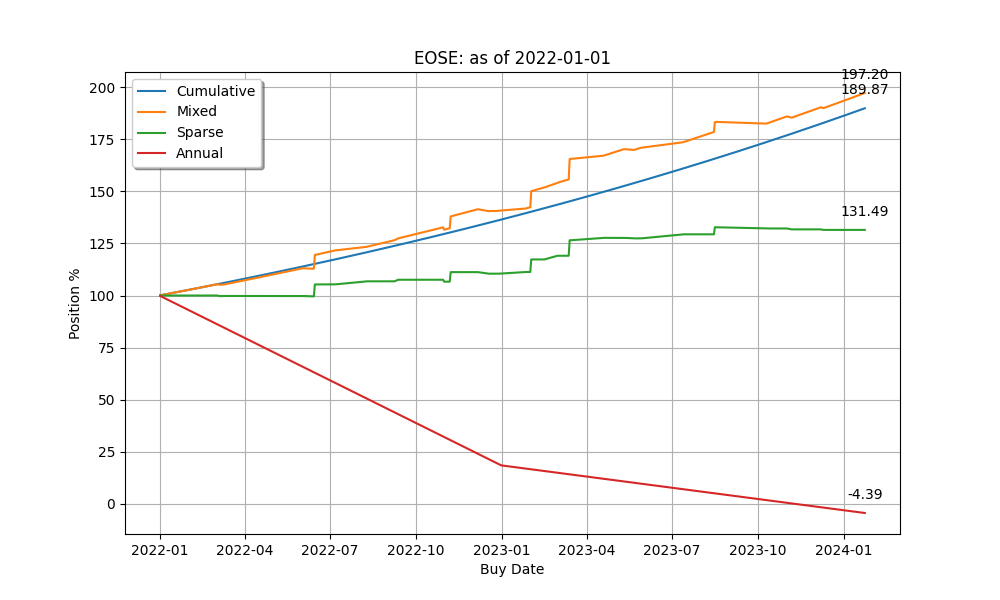 EOSE: as of 2022-01-01
197.20
189.87
131.49
-4.39
Cumulative
Mixed
Sparse
Annual
Position %
200
175
150
125
100
75
50
25
0
2022-01 2022-04 2022-07 2022-10 2023-01 2023-04 2023-07 2023-10 2024-01
Buy Date